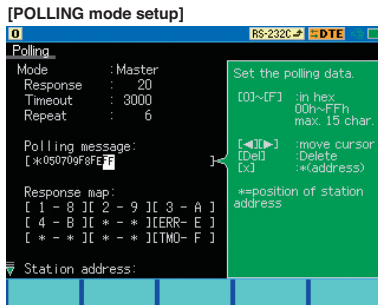 [POLLING mode setup]
0 RS-232C DTE
Polling
Mode : Master
Response : 20
Timeout : 3000
Repeat : 6
Polling message:
[*050709F8FEFF ]
Response map:
[ 1 - 8 ][ 2 - 9 ][ 3 - A ]
[ 4 - B ][ * - * ][ERR- E ]
[ * - * ][ * - * ][TMO- F ]
Station address:
Set the polling data.
[0]~[F] :in hex
00h~FFh
max. 15 char.
[◀][▶] :move cursor
[Del] :Delete
[x] :*(address)
*=position of station
address